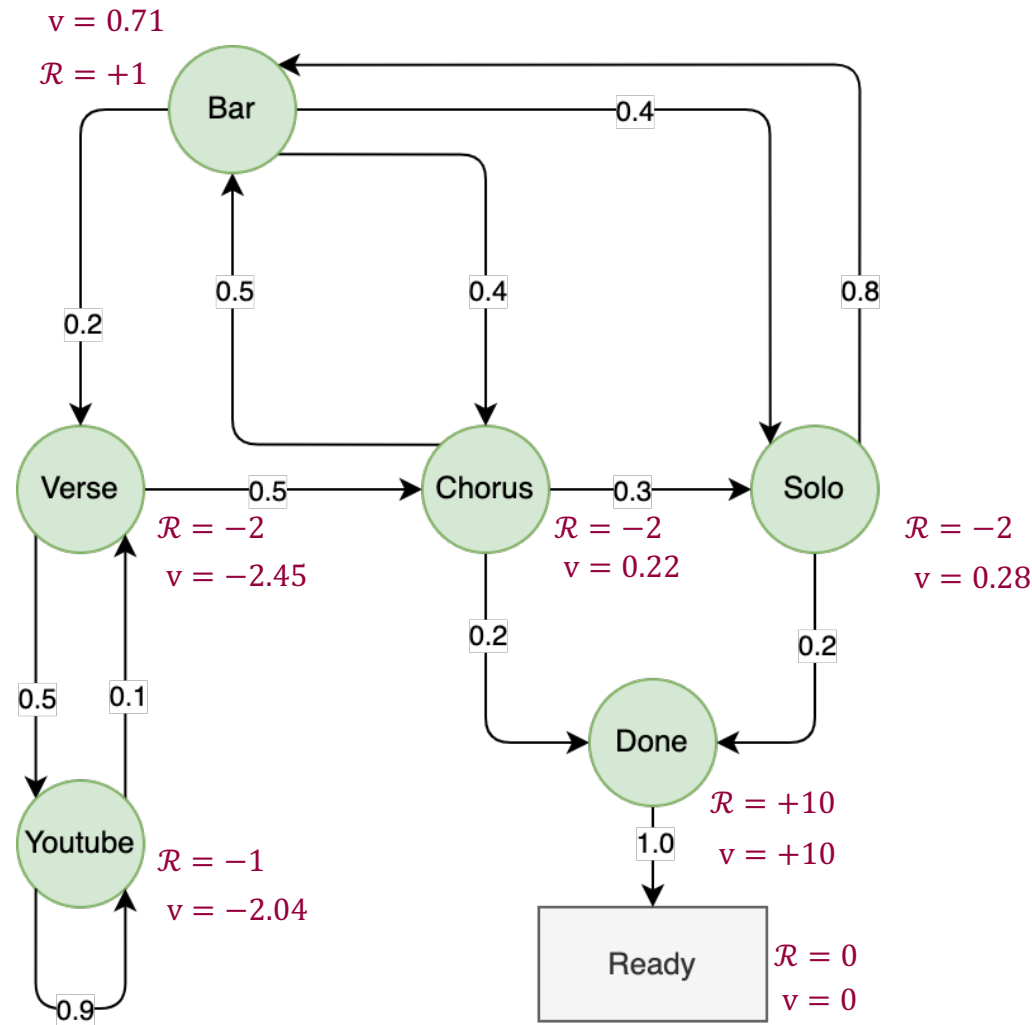 v = 0.71
ℛ = +1
Bar
0.4
0.5
0.4
0.8
0.2
Verse
0.5
Chorus
0.3
Solo
ℛ = −2
v = −2.45
ℛ = −2
v = 0.22
ℛ = −2
v = 0.28
0.2
0.2
0.5
0.1
Done
ℛ = +10
v = +10
1.0
Youtube
ℛ = −1
v = −2.04
0.9
Ready
ℛ = 0
v = 0